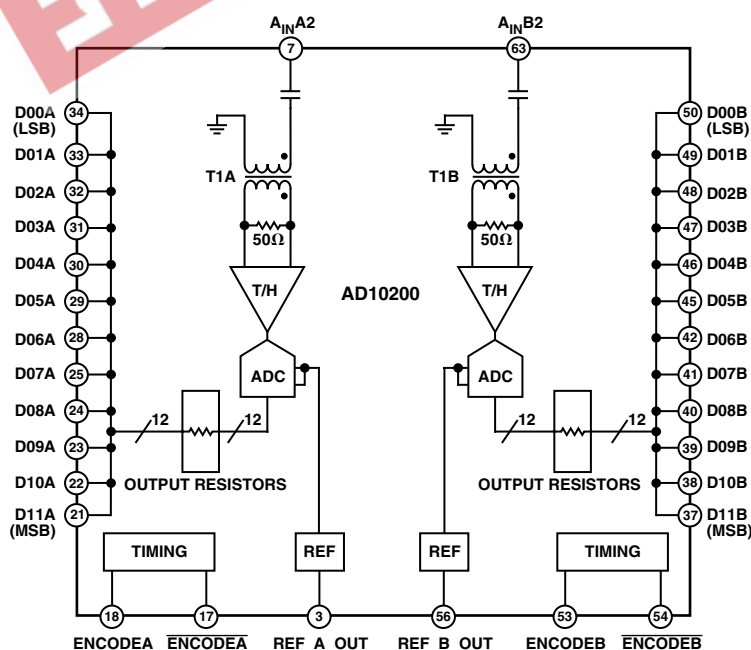 A_IN A2 A_IN B2
7 63
D00A (LSB) 34 50 D00B (LSB)
D01A 33 49 D01B
T1A T1B
D02A 32 48 D02B
D03A 31 47 D03B
50Ω 50Ω
D04A 30 46 D04B
T/H AD10200 T/H
D05A 29 45 D05B
D06A 28 42 D06B
D07A 25 ADC ADC 41 D07B
D08A 24 40 D08B
12 12 12 12
D09A 23 39 D09B
D10A 22 OUTPUT RESISTORS OUTPUT RESISTORS 38 D10B
D11A (MSB) 21 37 D11B (MSB)
TIMING REF REF TIMING
18 17 3 56 53 54
ENCODEA ENCODEA REF A OUT REF B OUT ENCODEB ENCODEB